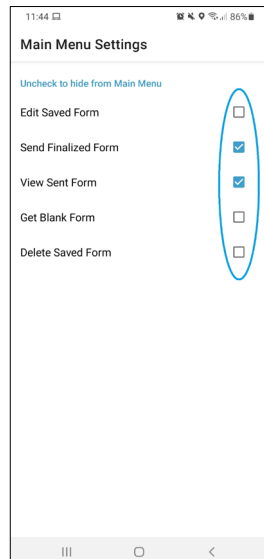 11:44 86%
Main Menu Settings
Uncheck to hide from Main Menu
Edit Saved Form
Send Finalized Form
View Sent Form
Get Blank Form
Delete Saved Form